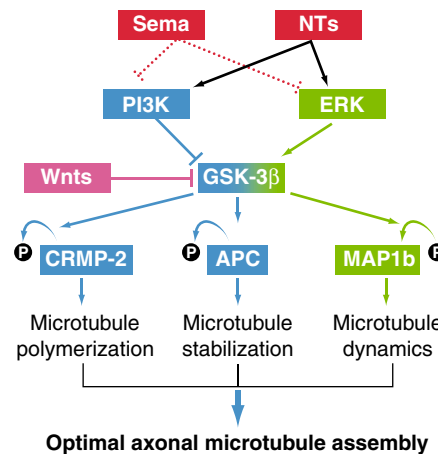 Sema NTs
PI3K ERK
Wnts GSK-3β
P CRMP-2 APC MAP1b P
P
Microtubule Microtubule Microtubule
polymerization stabilization dynamics
Optimal axonal microtubule assembly